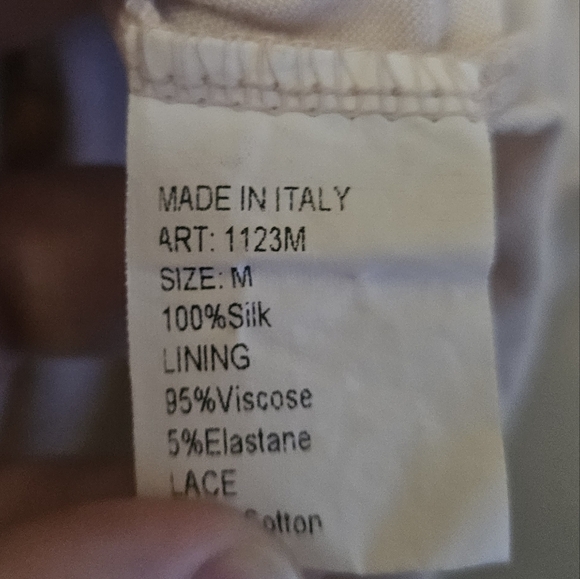 MADE IN ITALY
ART: 1123M
SIZE: M
100%Silk
LINING
95%Viscose
5%Elastane
LACE
Cotton